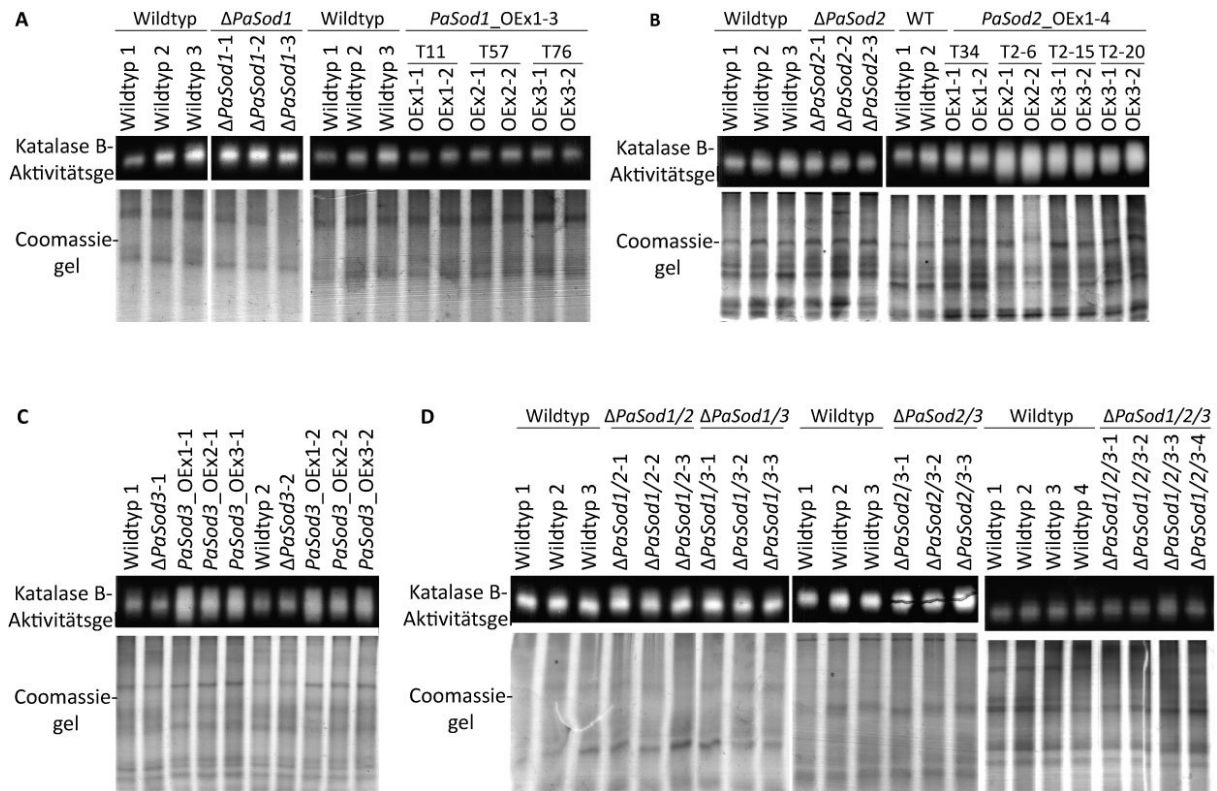 A
Wildtyp
ΔPaSod1
PaSod1_OEx1-3
T11
T57
T76
Wildtyp 1
Wildtyp 2
Wildtyp 3
ΔPaSod1-1
ΔPaSod1-2
ΔPaSod1-3
Wildtyp 1
Wildtyp 2
Wildtyp 3
OEx1-1
OEx1-2
OEx2-1
OEx2-2
OEx3-1
OEx3-2
Katalase B-
Aktivitätsge
Coomassie-
gel
B
Wildtyp
ΔPaSod2
WT
PaSod2_OEx1-4
T34
T2-6
T2-15
T2-20
Wildtyp 1
Wildtyp 2
Wildtyp 3
ΔPaSod2-1
ΔPaSod2-2
ΔPaSod2-3
Wildtyp 1
Wildtyp 2
OEx1-1
OEx1-2
OEx2-1
OEx2-2
OEx3-1
OEx3-2
OEx3-1
OEx3-2
Katalase B-
Aktivitätsge
Coomassie-
gel
C
Wildtyp 1
ΔPaSod3-1
PaSod3_OEx1-1
PaSod3_OEx2-1
PaSod3_OEx3-1
Wildtyp 2
ΔPaSod3-2
PaSod3_OEx1-2
PaSod3_OEx2-2
PaSod3_OEx3-2
Katalase B-
Aktivitätsge
Coomassie-
gel
D
Wildtyp
ΔPaSod1/2
ΔPaSod1/3
Wildtyp
ΔPaSod2/3
Wildtyp
ΔPaSod1/2/3
Wildtyp 1
Wildtyp 2
Wildtyp 3
ΔPaSod1/2-1
ΔPaSod1/2-2
ΔPaSod1/2-3
ΔPaSod1/3-1
ΔPaSod1/3-2
ΔPaSod1/3-3
Wildtyp 1
Wildtyp 2
Wildtyp 3
ΔPaSod2/3-1
ΔPaSod2/3-2
ΔPaSod2/3-3
Wildtyp 1
Wildtyp 2
Wildtyp 3
Wildtyp 4
ΔPaSod1/2/3-1
ΔPaSod1/2/3-2
ΔPaSod1/2/3-3
ΔPaSod1/2/3-4
Katalase B-
Aktivitätsge
Coomassie-
gel